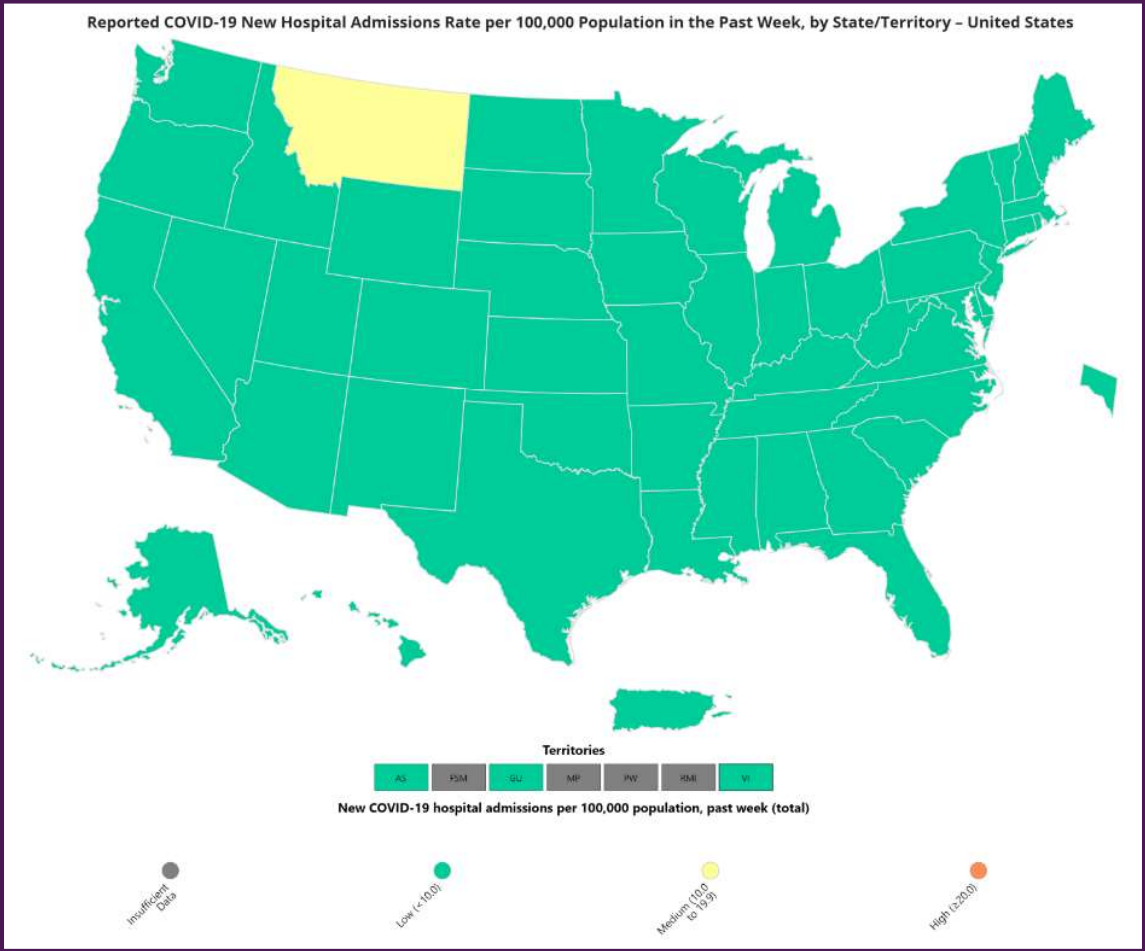 Reported COVID-19 New Hospital Admissions Rate per 100,000 Population in the Past Week, by State/Territory – United States
Territories
AS FSM GU MP PW RMI VI
New COVID-19 hospital admissions per 100,000 population, past week (total)
Insufficient
Data
Low (<10.0)
Medium (10.0
to 19.9)
High (≥20.0)